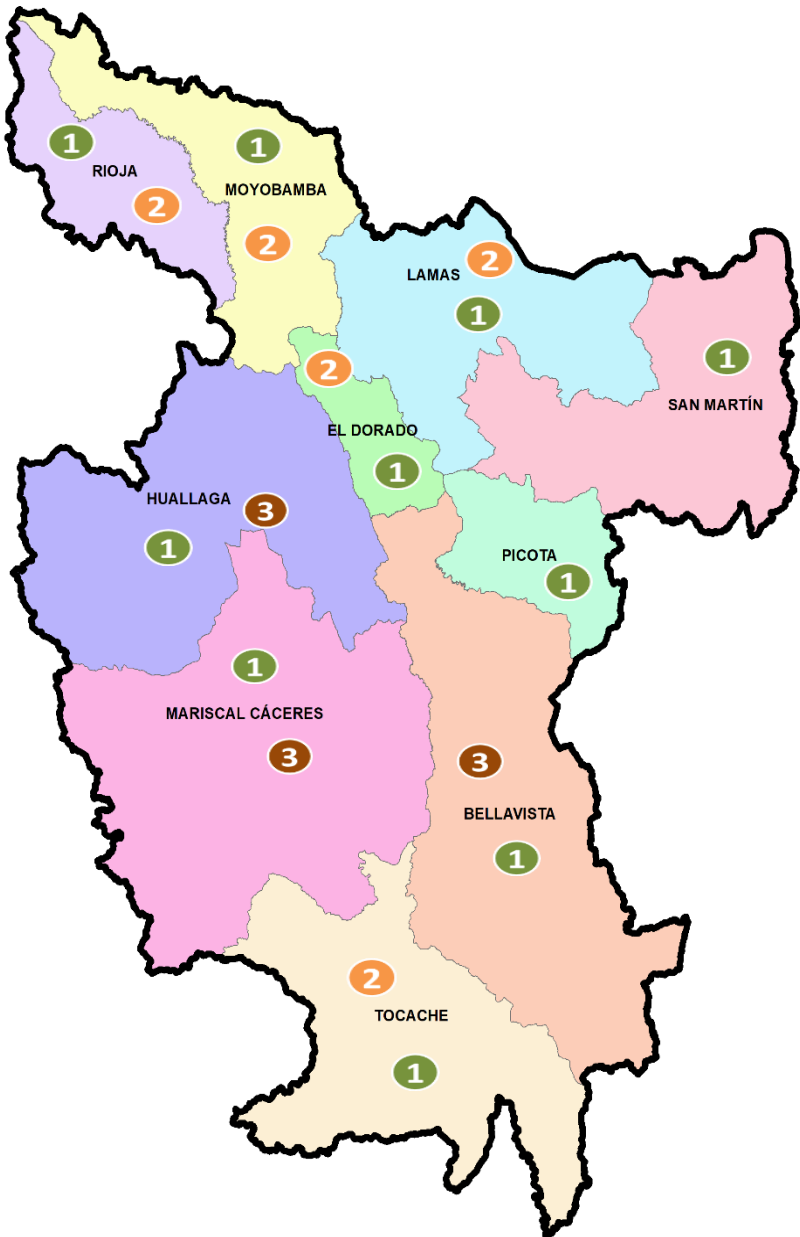 1
1
RIOJA
MOYOBAMBA
2
2
2
LAMAS
1
1
2
SAN MARTÍN
EL DORADO
1
HUALLAGA
3
1
PICOTA
1
1
MARISCAL CÁCERES
3
3
BELLAVISTA
1
2
TOCACHE
1